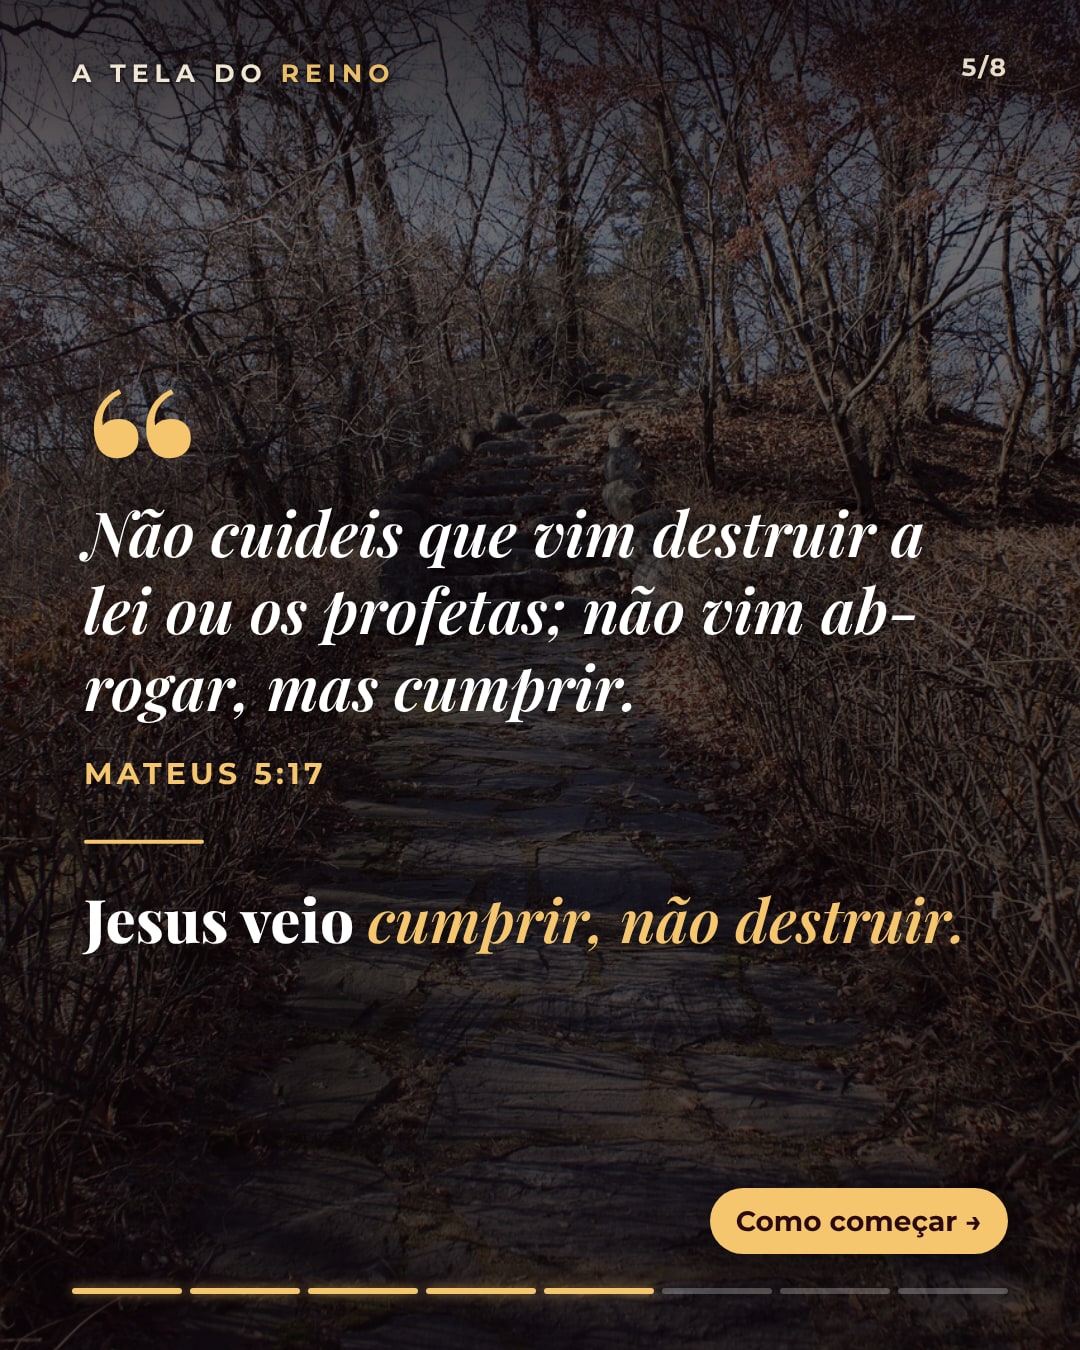 A TELA DO REINO
5/8
“
Não cuideis que vim destruir a
lei ou os profetas; não vim ab-
rogar, mas cumprir.
MATEUS 5:17
Jesus veio cumprir, não destruir.
Como começar →